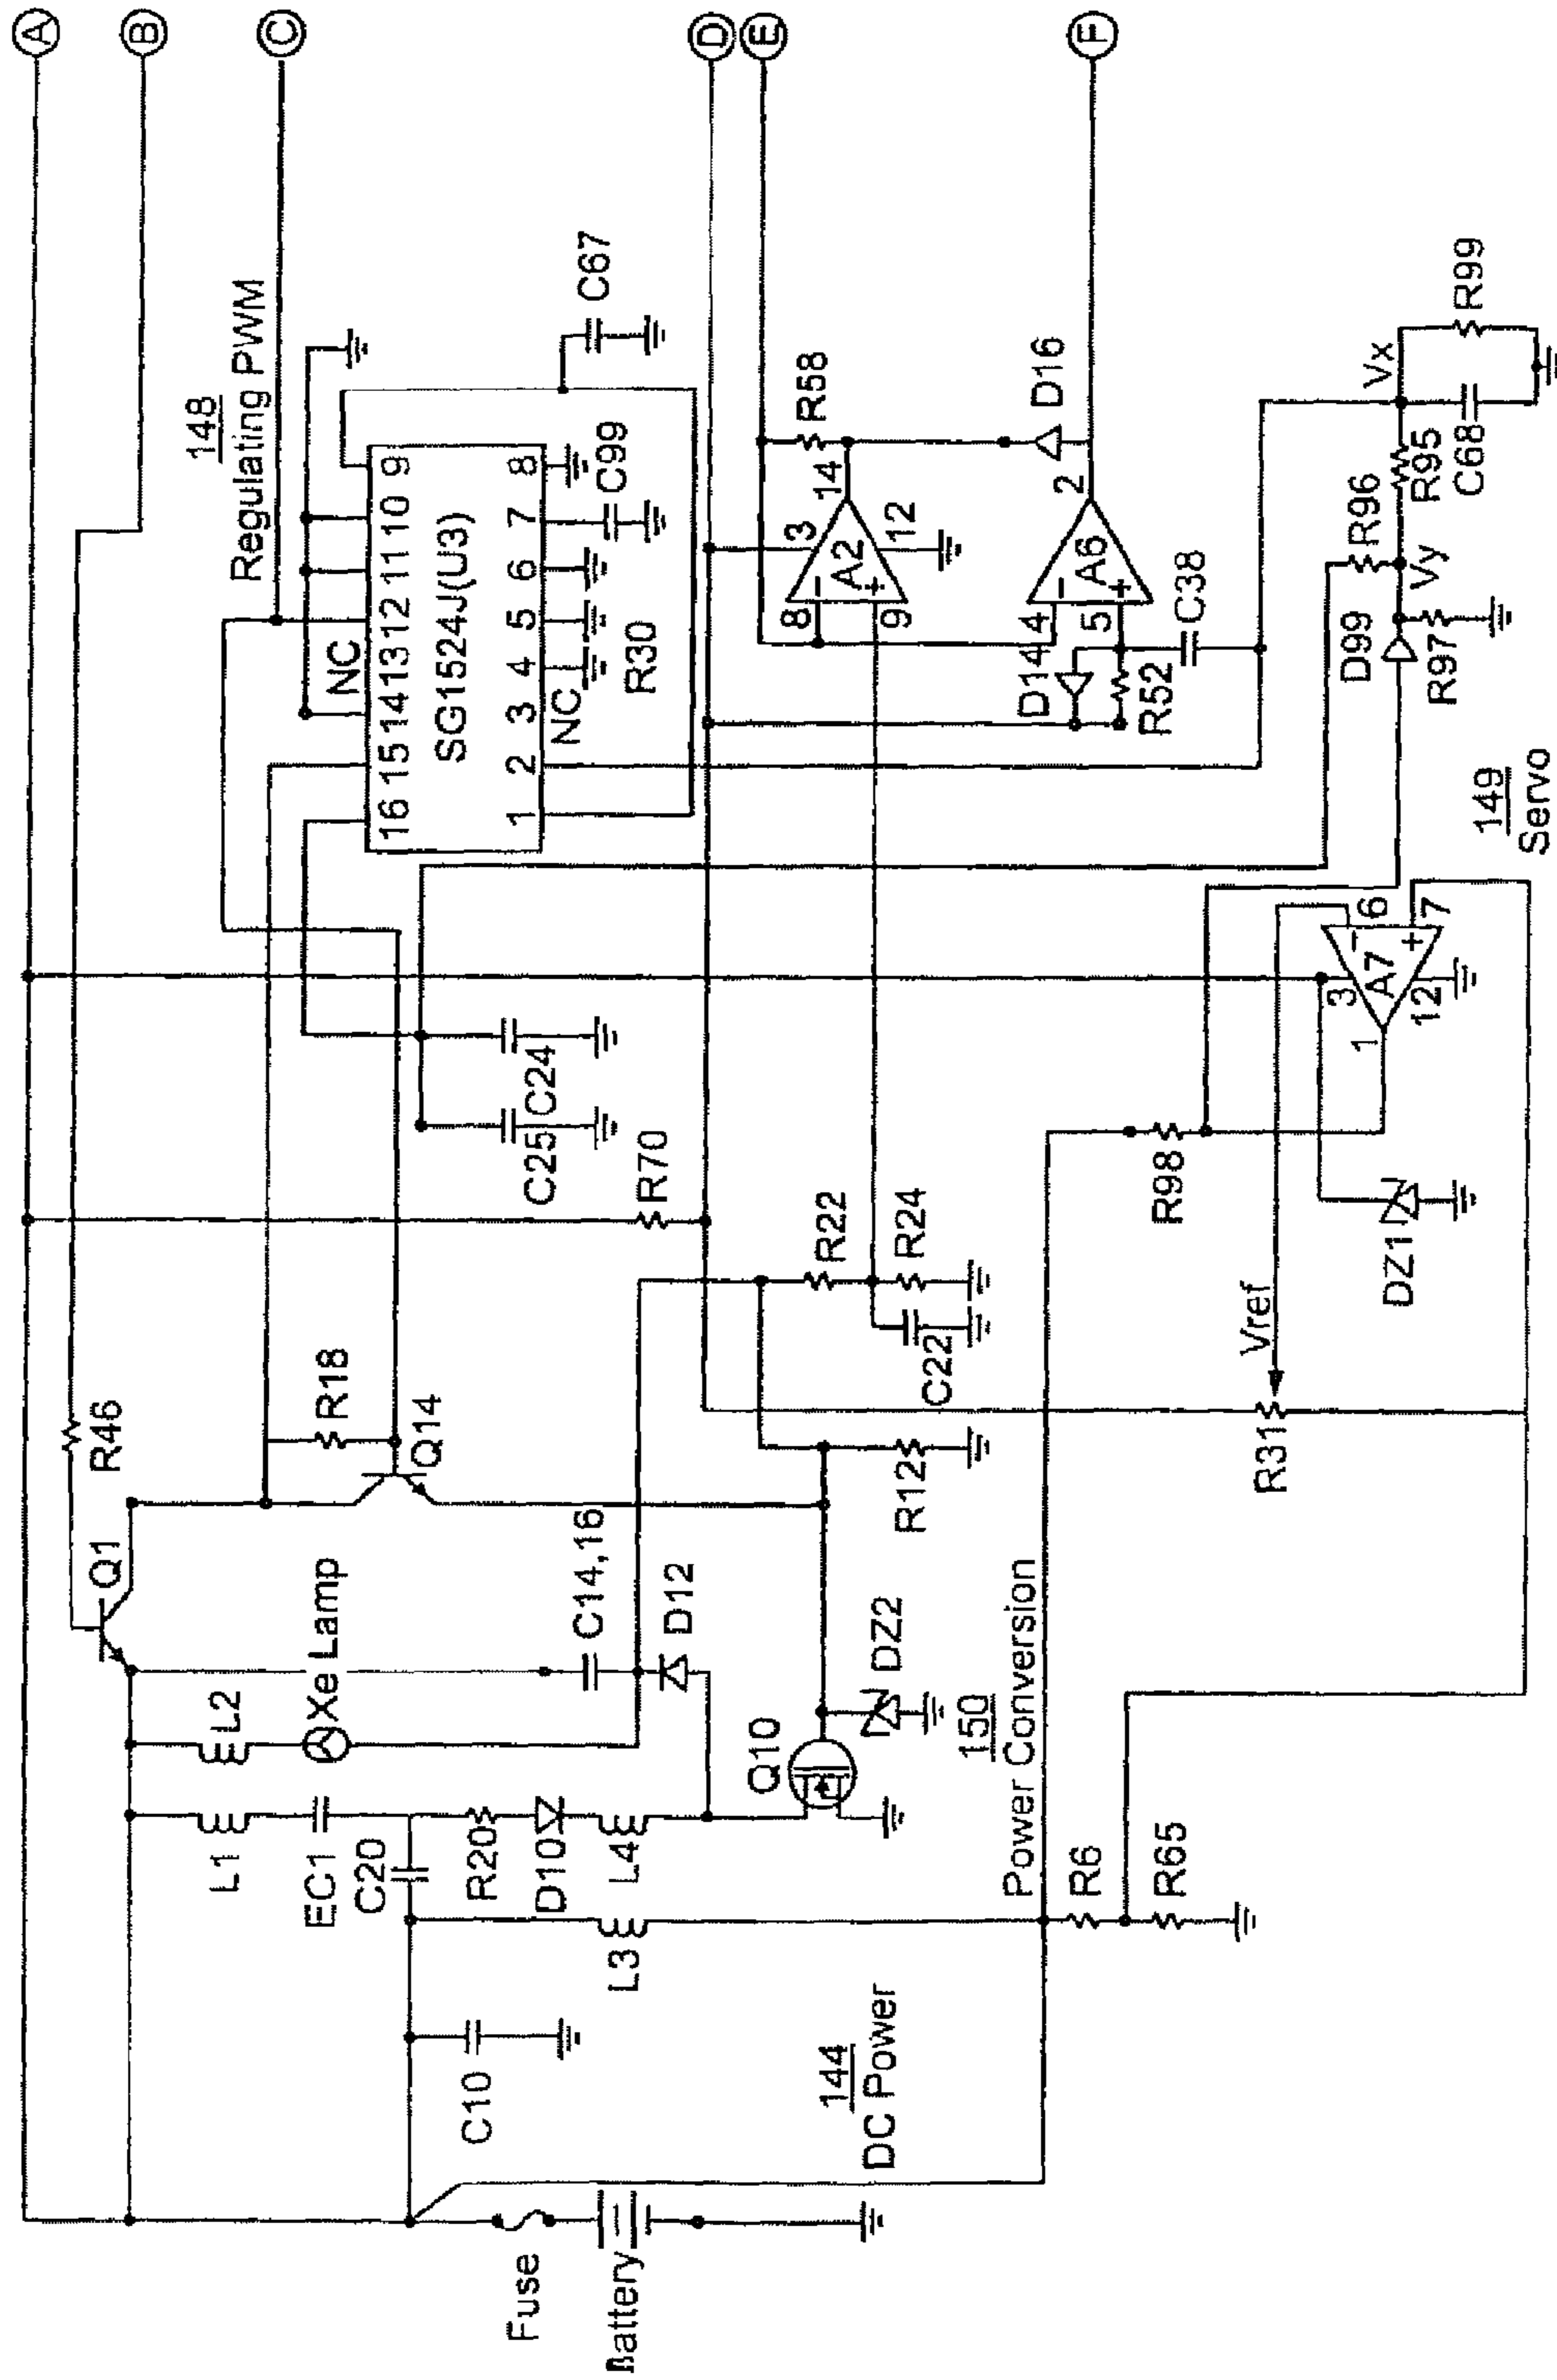 A
B
C
D
E
F
148
Regulating PWM
R46
Q1
R18
Q14
NC
16 15 14 13 12 11 10 9
SG1524J(U3)
1 2 3 4 5 6 7 8
NC
R30
C99
C67
L2
Xe Lamp
L1
EC1
C20
C14,16
D12
R20
D10
L4
L3
C10
C25
C24
R70
R22
R24
C22
R12
DZ2
Q10
3
8
A2
9
14
12
R58
D16
4
A6
5
2
D14
R52
C38
144
DC Power
Fuse
Battery
150
Power Conversion
R6
R65
R98
Vref
R31
DZ1
3
A7
6
7
1
12
149
Servo
D99
R97
R96
Vy
R95
Vx
C68
R99